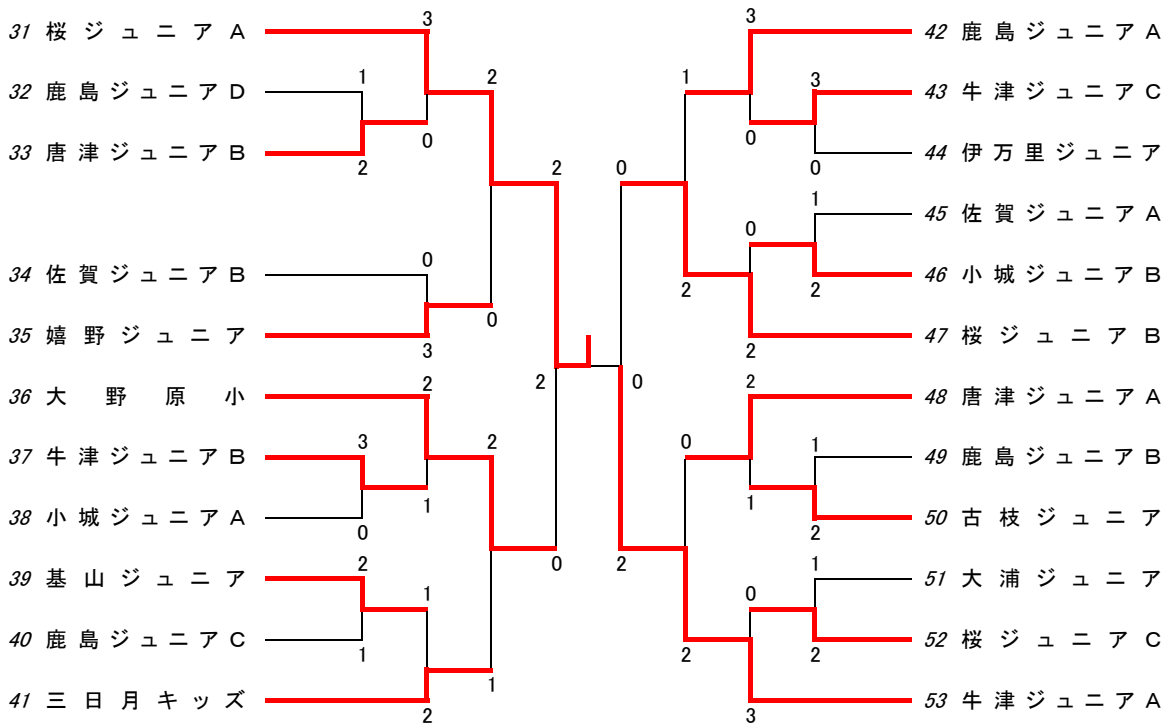 31 桜ジュニアA
32 鹿島ジュニアD
33 唐津ジュニアB
34 佐賀ジュニアB
35 嬉野ジュニア
36 大野原小
37 牛津ジュニアB
38 小城ジュニアA
39 基山ジュニア
40 鹿島ジュニアC
41 三日月キッズ
3
1
2
0
2
0
3
0
2
3
0
1
2
1
1
2
2
1
2
0
2
0
0
2
1
2
0
2
3
0
3
0
0
2
1
2
2
1
1
2
0
3
1
2
42 鹿島ジュニアA
43 牛津ジュニアC
44 伊万里ジュニア
45 佐賀ジュニアA
46 小城ジュニアB
47 桜ジュニアB
48 唐津ジュニアA
49 鹿島ジュニアB
50 古枝ジュニア
51 大浦ジュニア
52 桜ジュニアC
53 牛津ジュニアA